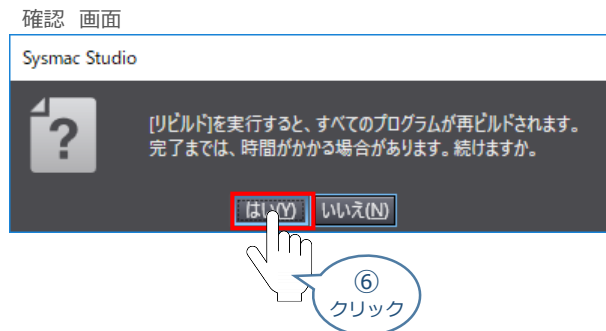 確認 画面
Sysmac Studio
[リビルド]を実行すると、すべてのプログラムが再ビルドされます。
完了までは、時間がかかる場合があります。続けますか。
はい(Y) いいえ(N)
⑥
クリック